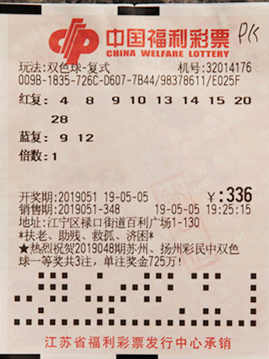 中国福利彩票
CHINA WELFARE LOTTERY
玩法:双色球-复式 机号:32014176
009B-1835-726C-D607-7B44/98378611/E025F
红复: 4 8 9 10 13 14 15 20
28
蓝复: 9 12
倍数:1
开奖期:2019051 19-05-05 ¥:336
销售期:2019051-348 19-05-05 19:25:15
地址:江宁区禄口街道百利广场1-130
*扶老、助残、救孤、济困*
★热烈祝贺2019048期苏州、扬州彩民中双色
球一等奖共3注,单注奖金725万!
江苏省福利彩票发行中心承销